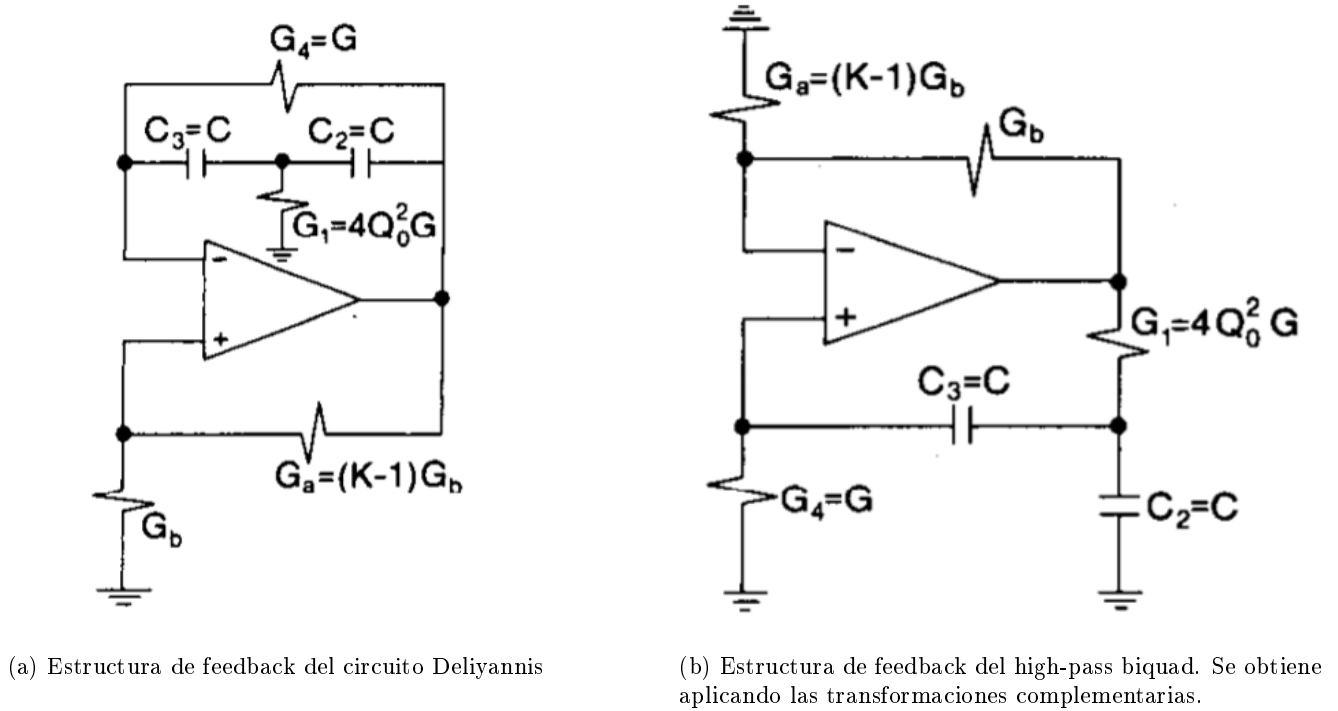 G₄=G
C₃=C
C₂=C
G₁=4Q₀²G
−
+
Gₐ=(K-1)G_b
G_b
(a) Estructura de feedback del circuito Deliyannis
Gₐ=(K-1)G_b
G_b
−
+
G₁=4Q₀²G
C₃=C
G₄=G
C₂=C
(b) Estructura de feedback del high-pass biquad. Se obtiene
aplicando las transformaciones complementarias.